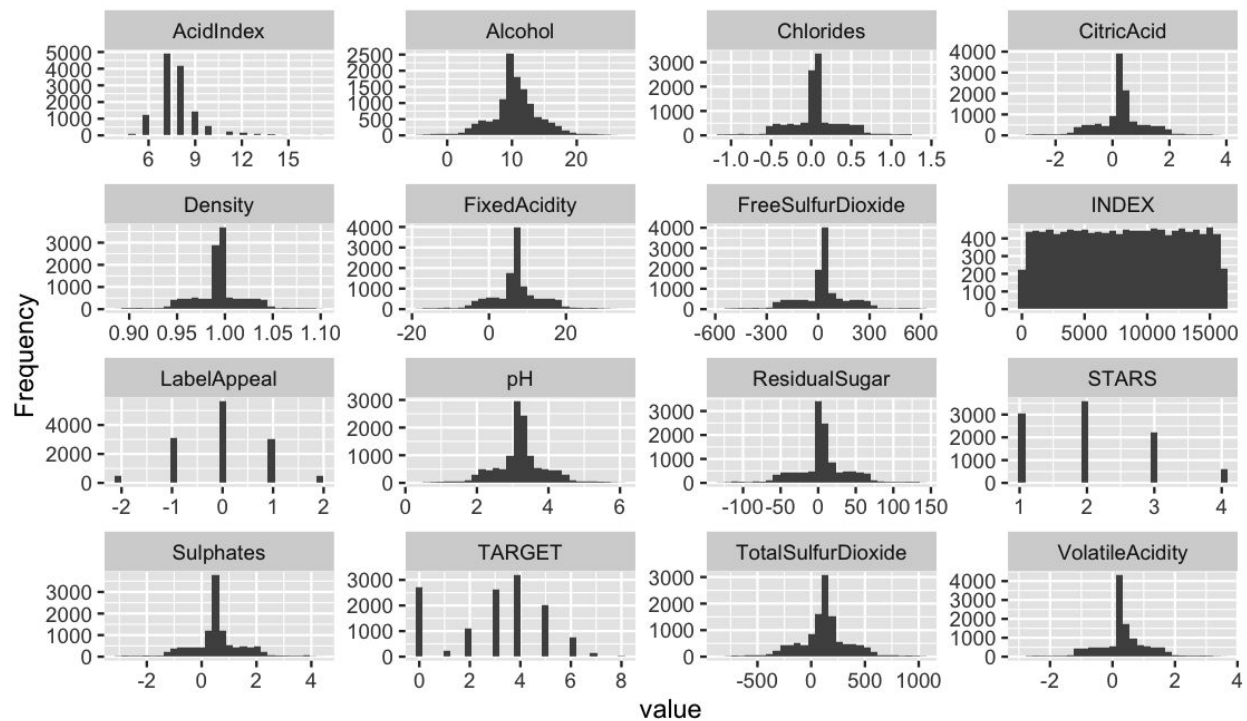 AcidIndex Alcohol Chlorides CitricAcid
5000 4000 3000 2000 1000 0
6 9 12 15
2500 2000 1500 1000 500 0
0 10 20
3000 2000 1000 0
-1.0 -0.5 0.0 0.5 1.0 1.5
4000 3000 2000 1000 0
-2 0 2 4
Density FixedAcidity FreeSulfurDioxide INDEX
3000 2000 1000 0
0.90 0.95 1.00 1.05 1.10
4000 3000 2000 1000 0
-20 0 20
4000 3000 2000 1000 0
-600 -300 0 300 600
400 300 200 100 0
0 5000 10000 15000
Frequency
LabelAppeal pH ResidualSugar STARS
4000 2000 0
-2 -1 0 1 2
3000 2000 1000 0
0 2 4 6
3000 2000 1000 0
-100 -50 0 50 100 150
3000 2000 1000 0
1 2 3 4
Sulphates TARGET TotalSulfurDioxide VolatileAcidity
3000 2000 1000 0
-2 0 2 4
3000 2000 1000 0
0 2 4 6 8
3000 2000 1000 0
-500 0 500 1000
4000 3000 2000 1000 0
-2 0 2 4
value